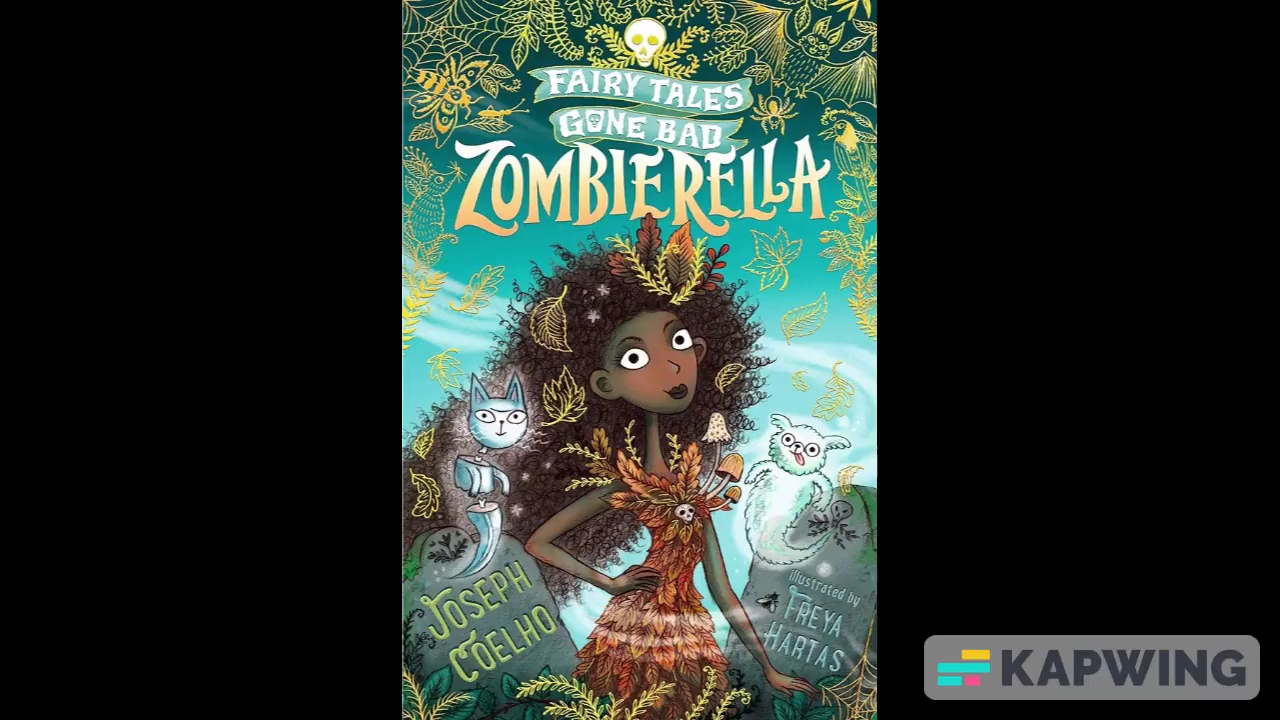 FAIRY TALES
GONE BAD
ZOMBIERELLA
JOSEPH
COELHO
illustrated by
FREYA
HARTAS
KAPWING